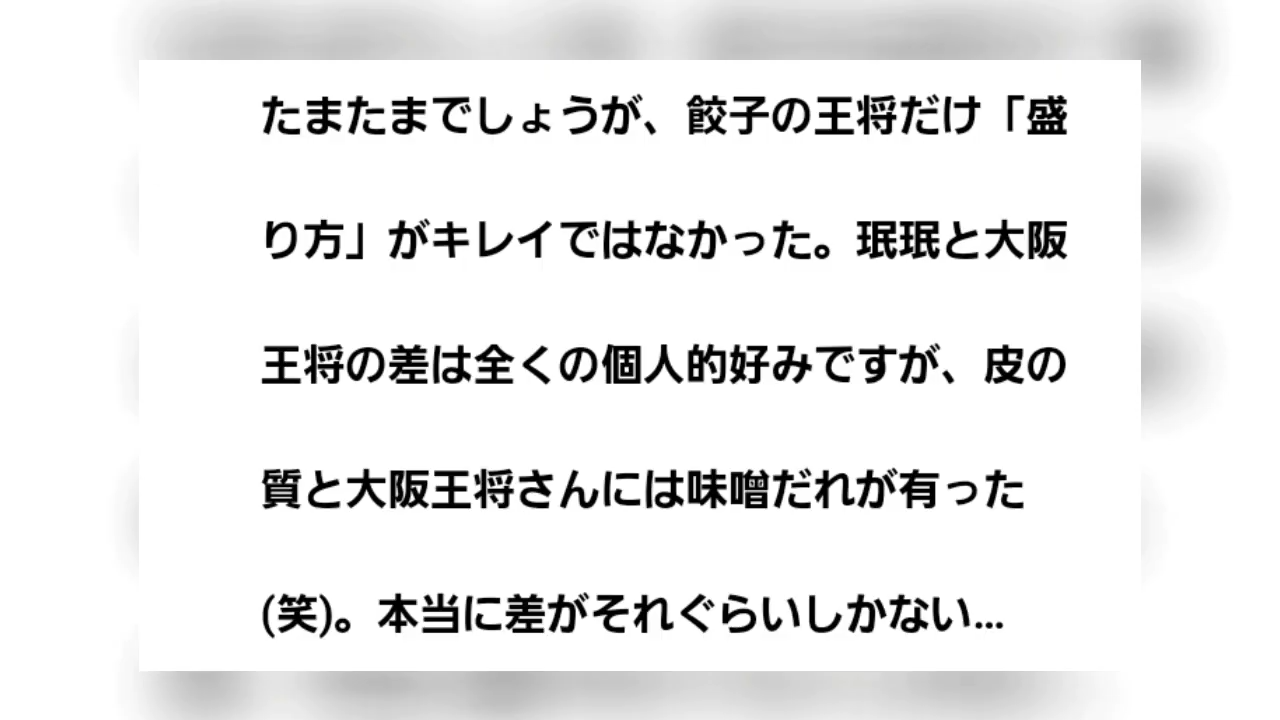 たまたまでしょうが、餃子の王将だけ「盛
り方」がキレイではなかった。珉珉と大阪
王将の差は全くの個人的好みですが、皮の
質と大阪王将さんには味噌だれが有った
(笑)。本当に差がそれぐらいしかない...